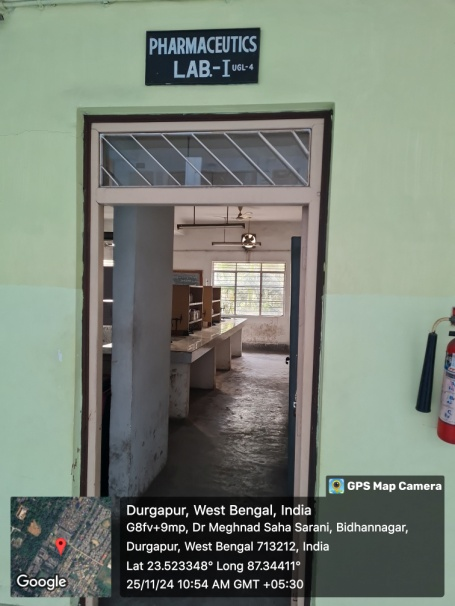 PHARMACEUTICS
LAB.-I UGL-4
GPS Map Camera
Durgapur, West Bengal, India
G8fv+9mp, Dr Meghnad Saha Sarani, Bidhannagar,
Durgapur, West Bengal 713212, India
Lat 23.523348° Long 87.34411°
25/11/24 10:54 AM GMT +05:30
Google